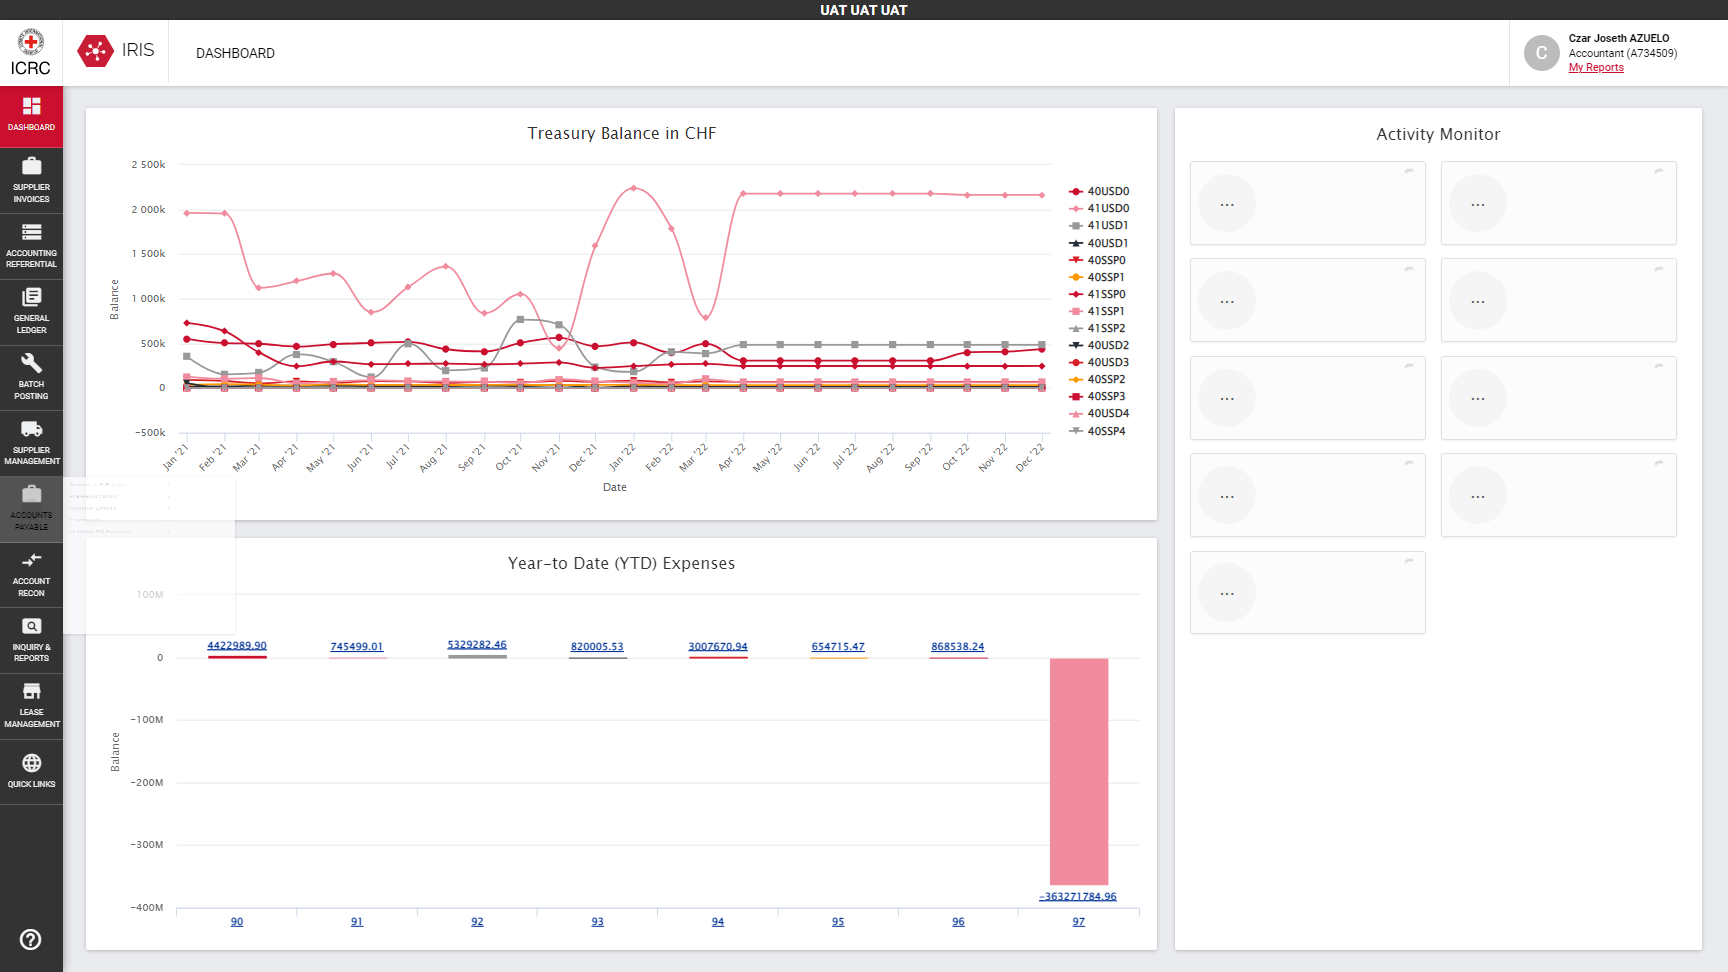 UAT UAT UAT
ICRC
IRIS
DASHBOARD
Czar Joseth AZUELO
Accountant (A734509)
My Reports
C
DASHBOARD
SUPPLIER
INVOICES
ACCOUNTING
REFERENTIAL
GENERAL
LEDGER
BATCH
POSTING
SUPPLIER
MANAGEMENT
ACCOUNTS
PAYABLE
ACCOUNT
RECON
INQUIRY &
REPORTS
LEASE
MANAGEMENT
QUICK LINKS
Treasury Balance in CHF
2 500k
2 000k
1 500k
1 000k
500k
0
-500k
Balance
Jan '21
Feb '21
Mar '21
Apr '21
May '21
Jun '21
Jul '21
Aug '21
Sep '21
Oct '21
Nov '21
Dec '21
Jan '22
Feb '22
Mar '22
Apr '22
May '22
Jun '22
Jul '22
Aug '22
Sep '22
Oct '22
Nov '22
Dec '22
Date
40USD0
41USD0
41USD1
40USD1
40SSP0
40SSP1
41SSP0
41SSP1
41SSP2
40USD2
40USD3
40SSP2
40SSP3
40USD4
40SSP4
Year-to Date (YTD) Expenses
100M
0
-100M
-200M
-300M
-400M
Balance
4422989.90
745499.01
5329282.46
820005.53
3007670.94
654715.47
868538.24
-363271784.96
90
91
92
93
94
95
96
97
Activity Monitor
...
...
...
...
...
...
...
...
...